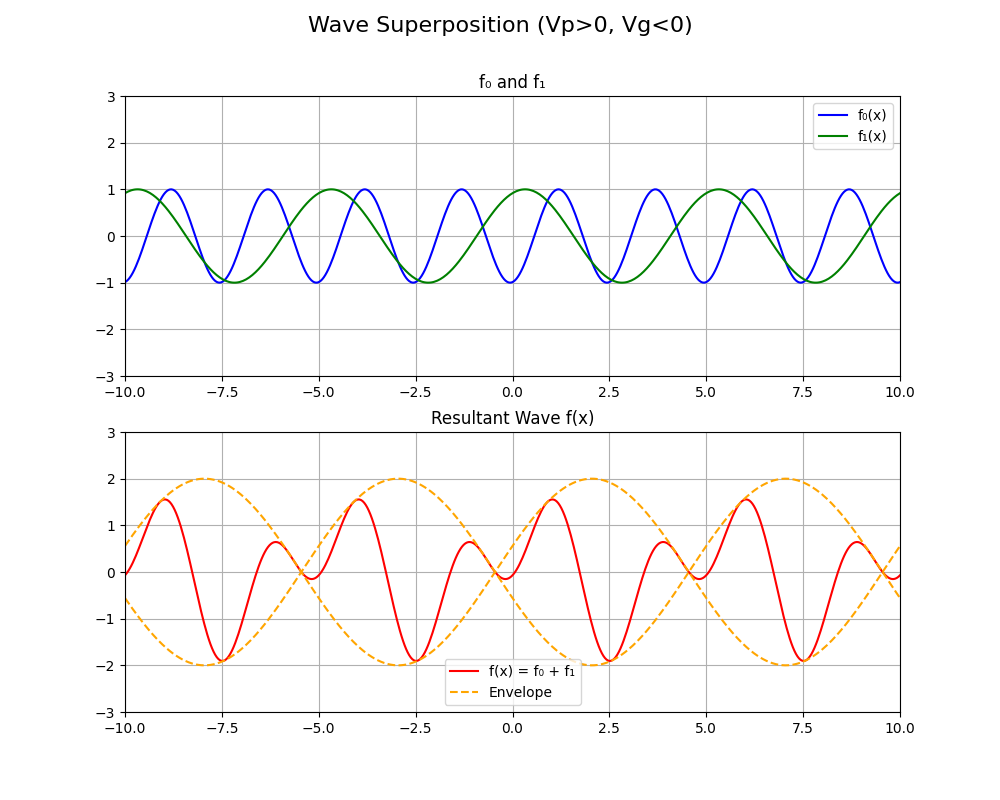 Wave Superposition (Vp>0, Vg<0)
f₀ and f₁
3
2
1
0
−1
−2
−3
−10.0 −7.5 −5.0 −2.5 0.0 2.5 5.0 7.5 10.0
f₀(x)
f₁(x)
Resultant Wave f(x)
3
2
1
0
−1
−2
−3
−10.0 −7.5 −5.0 −2.5 0.0 2.5 5.0 7.5 10.0
f(x) = f₀ + f₁
Envelope